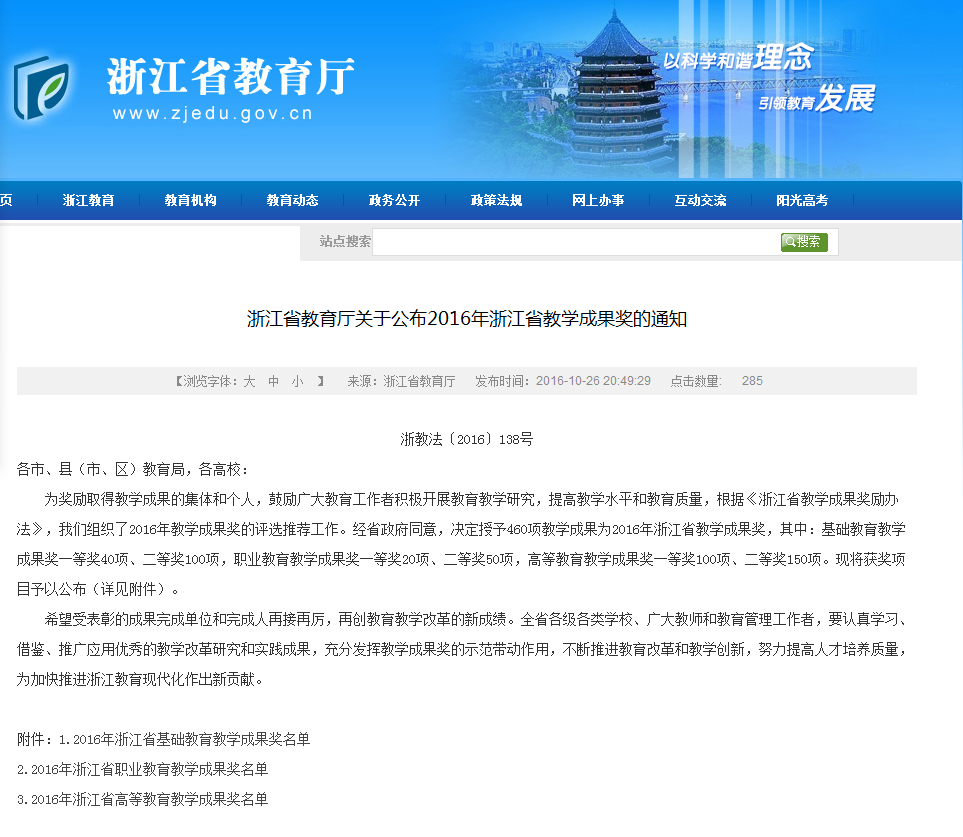 浙江省教育厅
www.zjedu.gov.cn
以科学和谐理念
引领教育发展
页 浙江教育 教育机构 教育动态 政务公开 政策法规 网上办事 互动交流 阳光高考
站点搜索 搜索
浙江省教育厅关于公布2016年浙江省教学成果奖的通知
【浏览字体：大 中 小 】 来源：浙江省教育厅 发布时间：2016-10-26 20:49:29 点击数量: 285
浙教法〔2016〕138号
各市、县（市、区）教育局，各高校：
为奖励取得教学成果的集体和个人，鼓励广大教育工作者积极开展教育教学研究，提高教学水平和教育质量，根据《浙江省教学成果奖励办
法》，我们组织了2016年教学成果奖的评选推荐工作。经省政府同意，决定授予460项教学成果为2016年浙江省教学成果奖，其中：基础教育教学
成果奖一等奖40项、二等奖100项，职业教育教学成果奖一等奖20项、二等奖50项，高等教育教学成果奖一等奖100项、二等奖150项。现将获奖项
目予以公布（详见附件）。
希望受表彰的成果完成单位和完成人再接再厉，再创教育教学改革的新成绩。全省各级各类学校、广大教师和教育管理工作者，要认真学习、
借鉴、推广应用优秀的教学改革研究和实践成果，充分发挥教学成果奖的示范带动作用，不断推进教育改革和教学创新，努力提高人才培养质量，
为加快推进浙江教育现代化作出新贡献。
附件：1.2016年浙江省基础教育教学成果奖名单
2.2016年浙江省职业教育教学成果奖名单
3.2016年浙江省高等教育教学成果奖名单